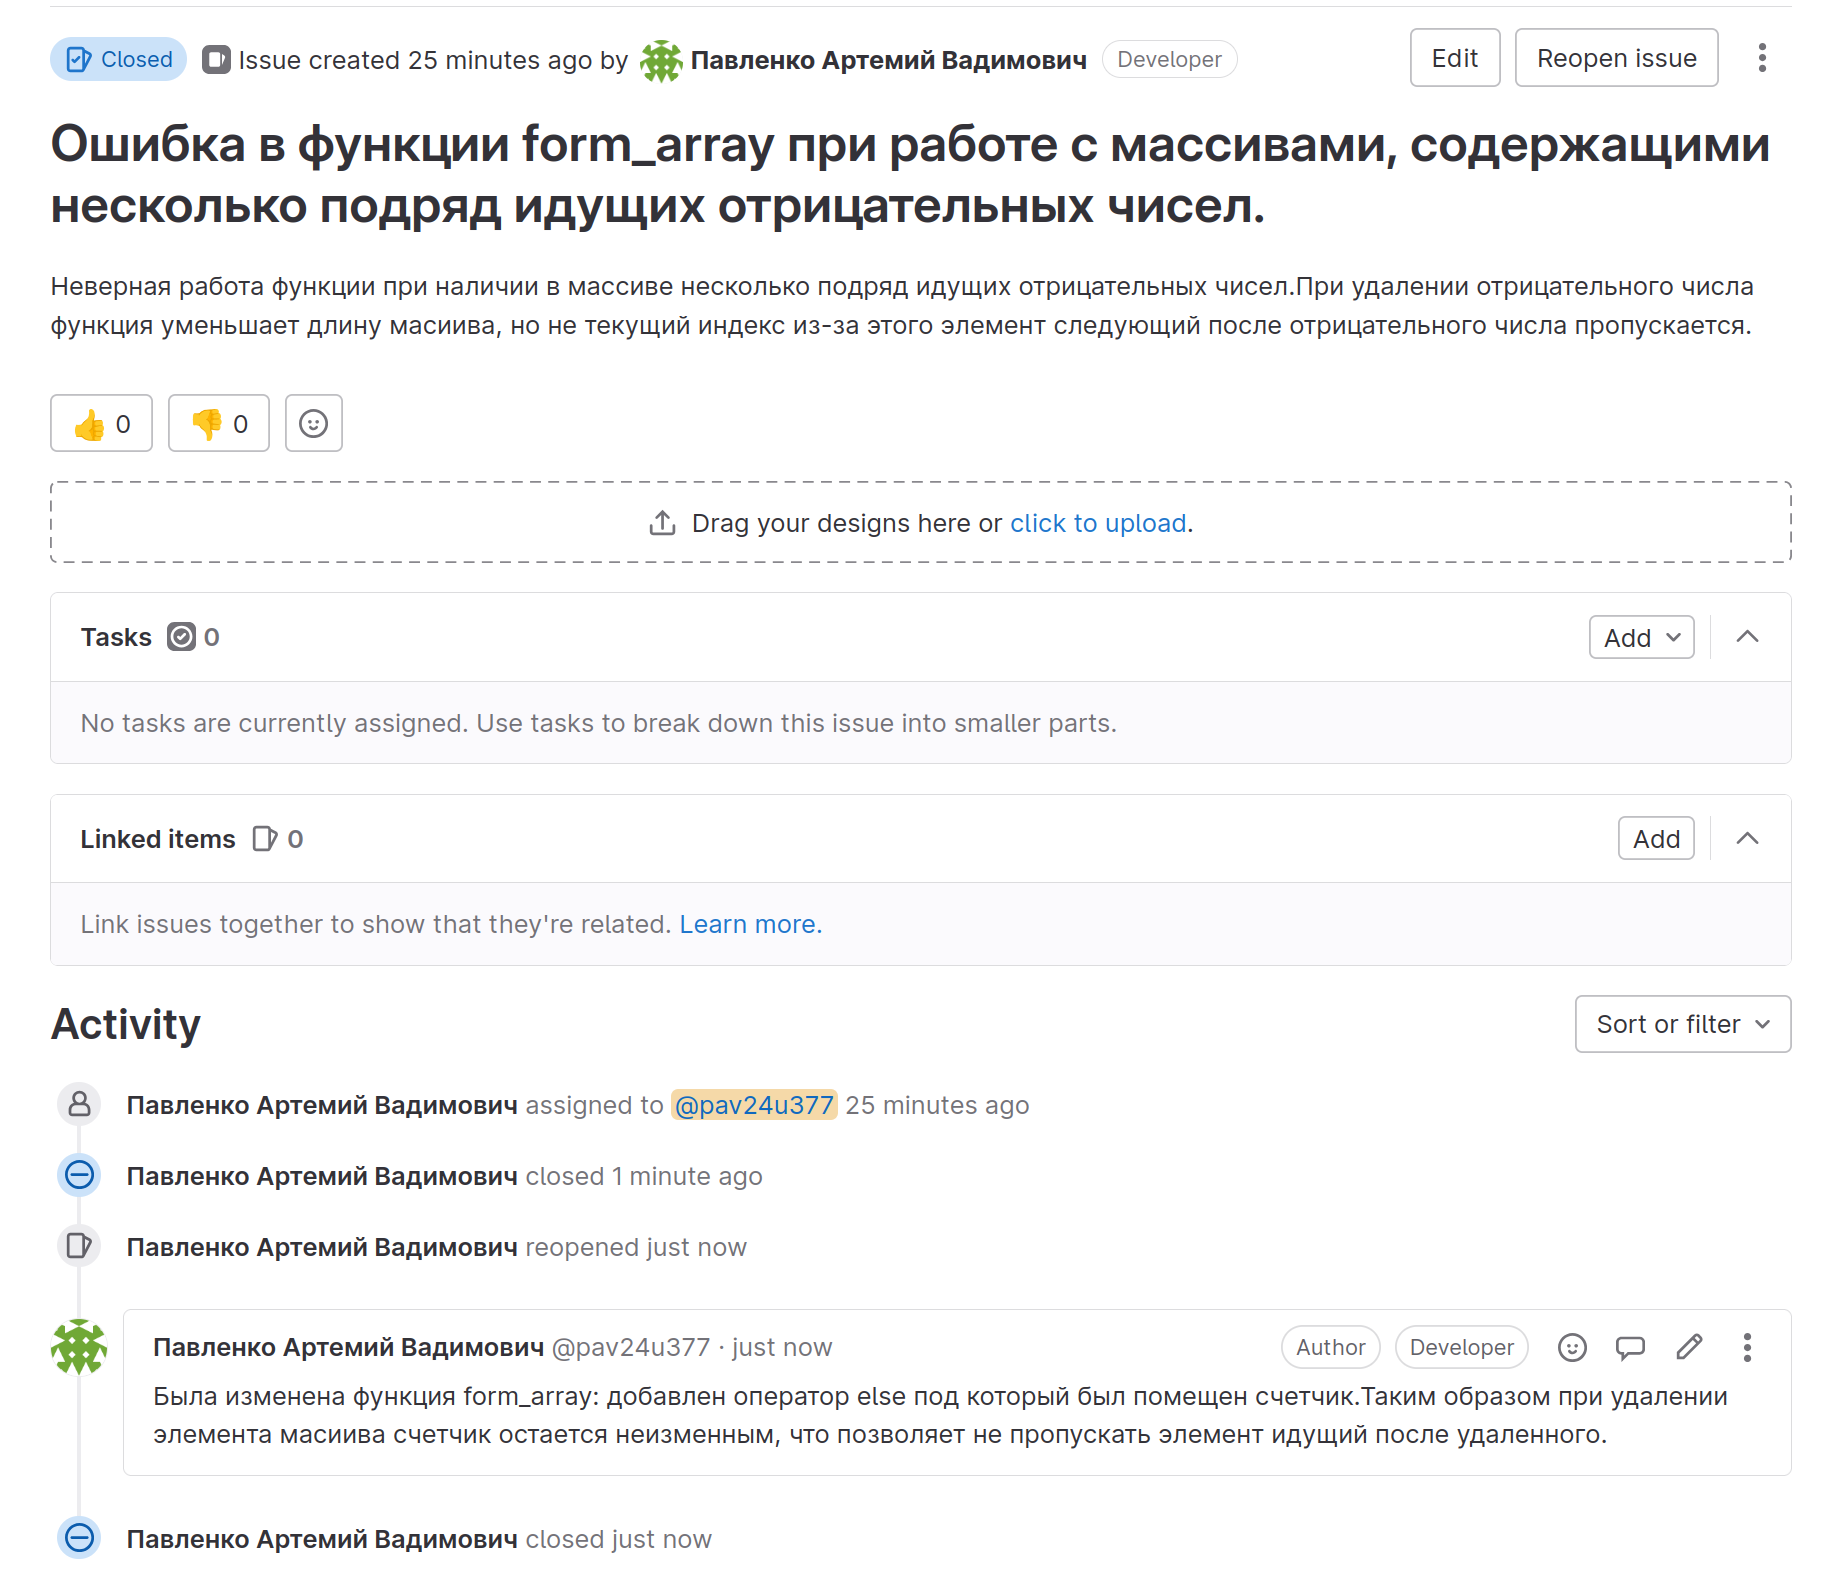 Closed Issue created 25 minutes ago by Павленко Артемий Вадимович Developer Edit Reopen issue
Ошибка в функции form_array при работе с массивами, содержащими
несколько подряд идущих отрицательных чисел.
Неверная работа функции при наличии в массиве несколько подряд идущих отрицательных чисел.При удалении отрицательного числа
функция уменьшает длину масиива, но не текущий индекс из-за этого элемент следующий после отрицательного числа пропускается.
👍 0 👎 0
Drag your designs here or click to upload.
Tasks 0 Add
No tasks are currently assigned. Use tasks to break down this issue into smaller parts.
Linked items 0 Add
Link issues together to show that they're related. Learn more.
Activity Sort or filter
Павленко Артемий Вадимович assigned to @pav24u377 25 minutes ago
Павленко Артемий Вадимович closed 1 minute ago
Павленко Артемий Вадимович reopened just now
Павленко Артемий Вадимович @pav24u377 · just now Author Developer
Была изменена функция form_array: добавлен оператор else под который был помещен счетчик.Таким образом при удалении
элемента масиива счетчик остается неизменным, что позволяет не пропускать элемент идущий после удаленного.
Павленко Артемий Вадимович closed just now